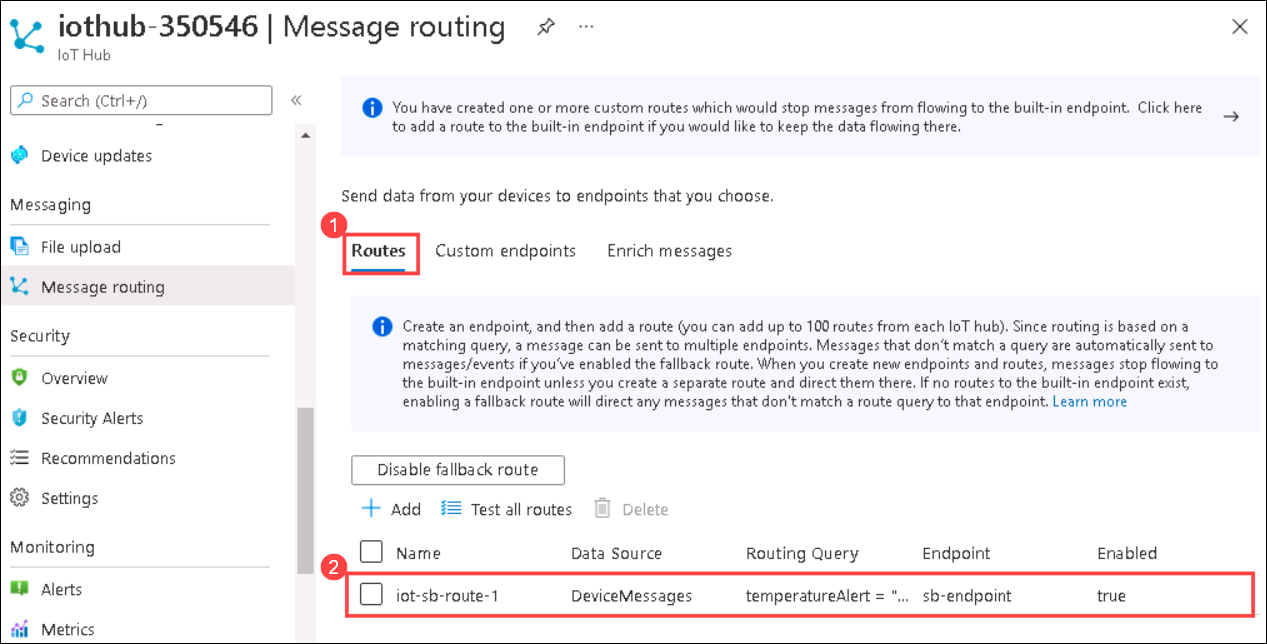 iothub-350546 | Message routing
IoT Hub
Search (Ctrl+/)
Device updates
Messaging
File upload
Message routing
Security
Overview
Security Alerts
Recommendations
Settings
Monitoring
Alerts
Metrics
You have created one or more custom routes which would stop messages from flowing to the built-in endpoint. Click here
to add a route to the built-in endpoint if you would like to keep the data flowing there.
Send data from your devices to endpoints that you choose.
1
Routes Custom endpoints Enrich messages
Create an endpoint, and then add a route (you can add up to 100 routes from each IoT hub). Since routing is based on a
matching query, a message can be sent to multiple endpoints. Messages that don't match a query are automatically sent to
messages/events if you've enabled the fallback route. When you create new endpoints and routes, messages stop flowing to
the built-in endpoint unless you create a separate route and direct them there. If no routes to the built-in endpoint exist,
enabling a fallback route will direct any messages that don't match a route query to that endpoint. Learn more
Disable fallback route
Add Test all routes Delete
Name Data Source Routing Query Endpoint Enabled
2
iot-sb-route-1 DeviceMessages temperatureAlert = "... sb-endpoint true